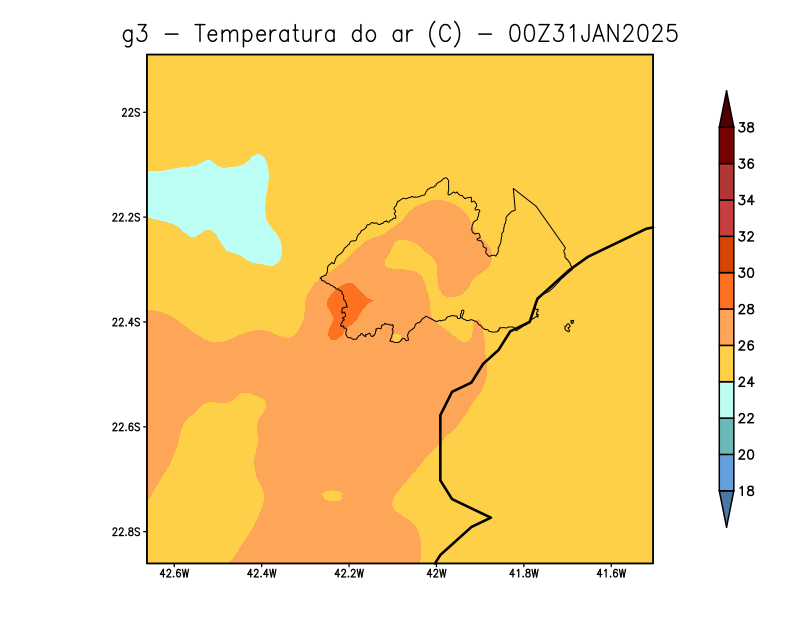 g3 - Temperatura do ar (C) - 00Z31JAN2025
22S
22.2S
22.4S
22.6S
22.8S
42.6W
42.4W
42.2W
42W
41.8W
41.6W
38
36
34
32
30
28
26
24
22
20
18